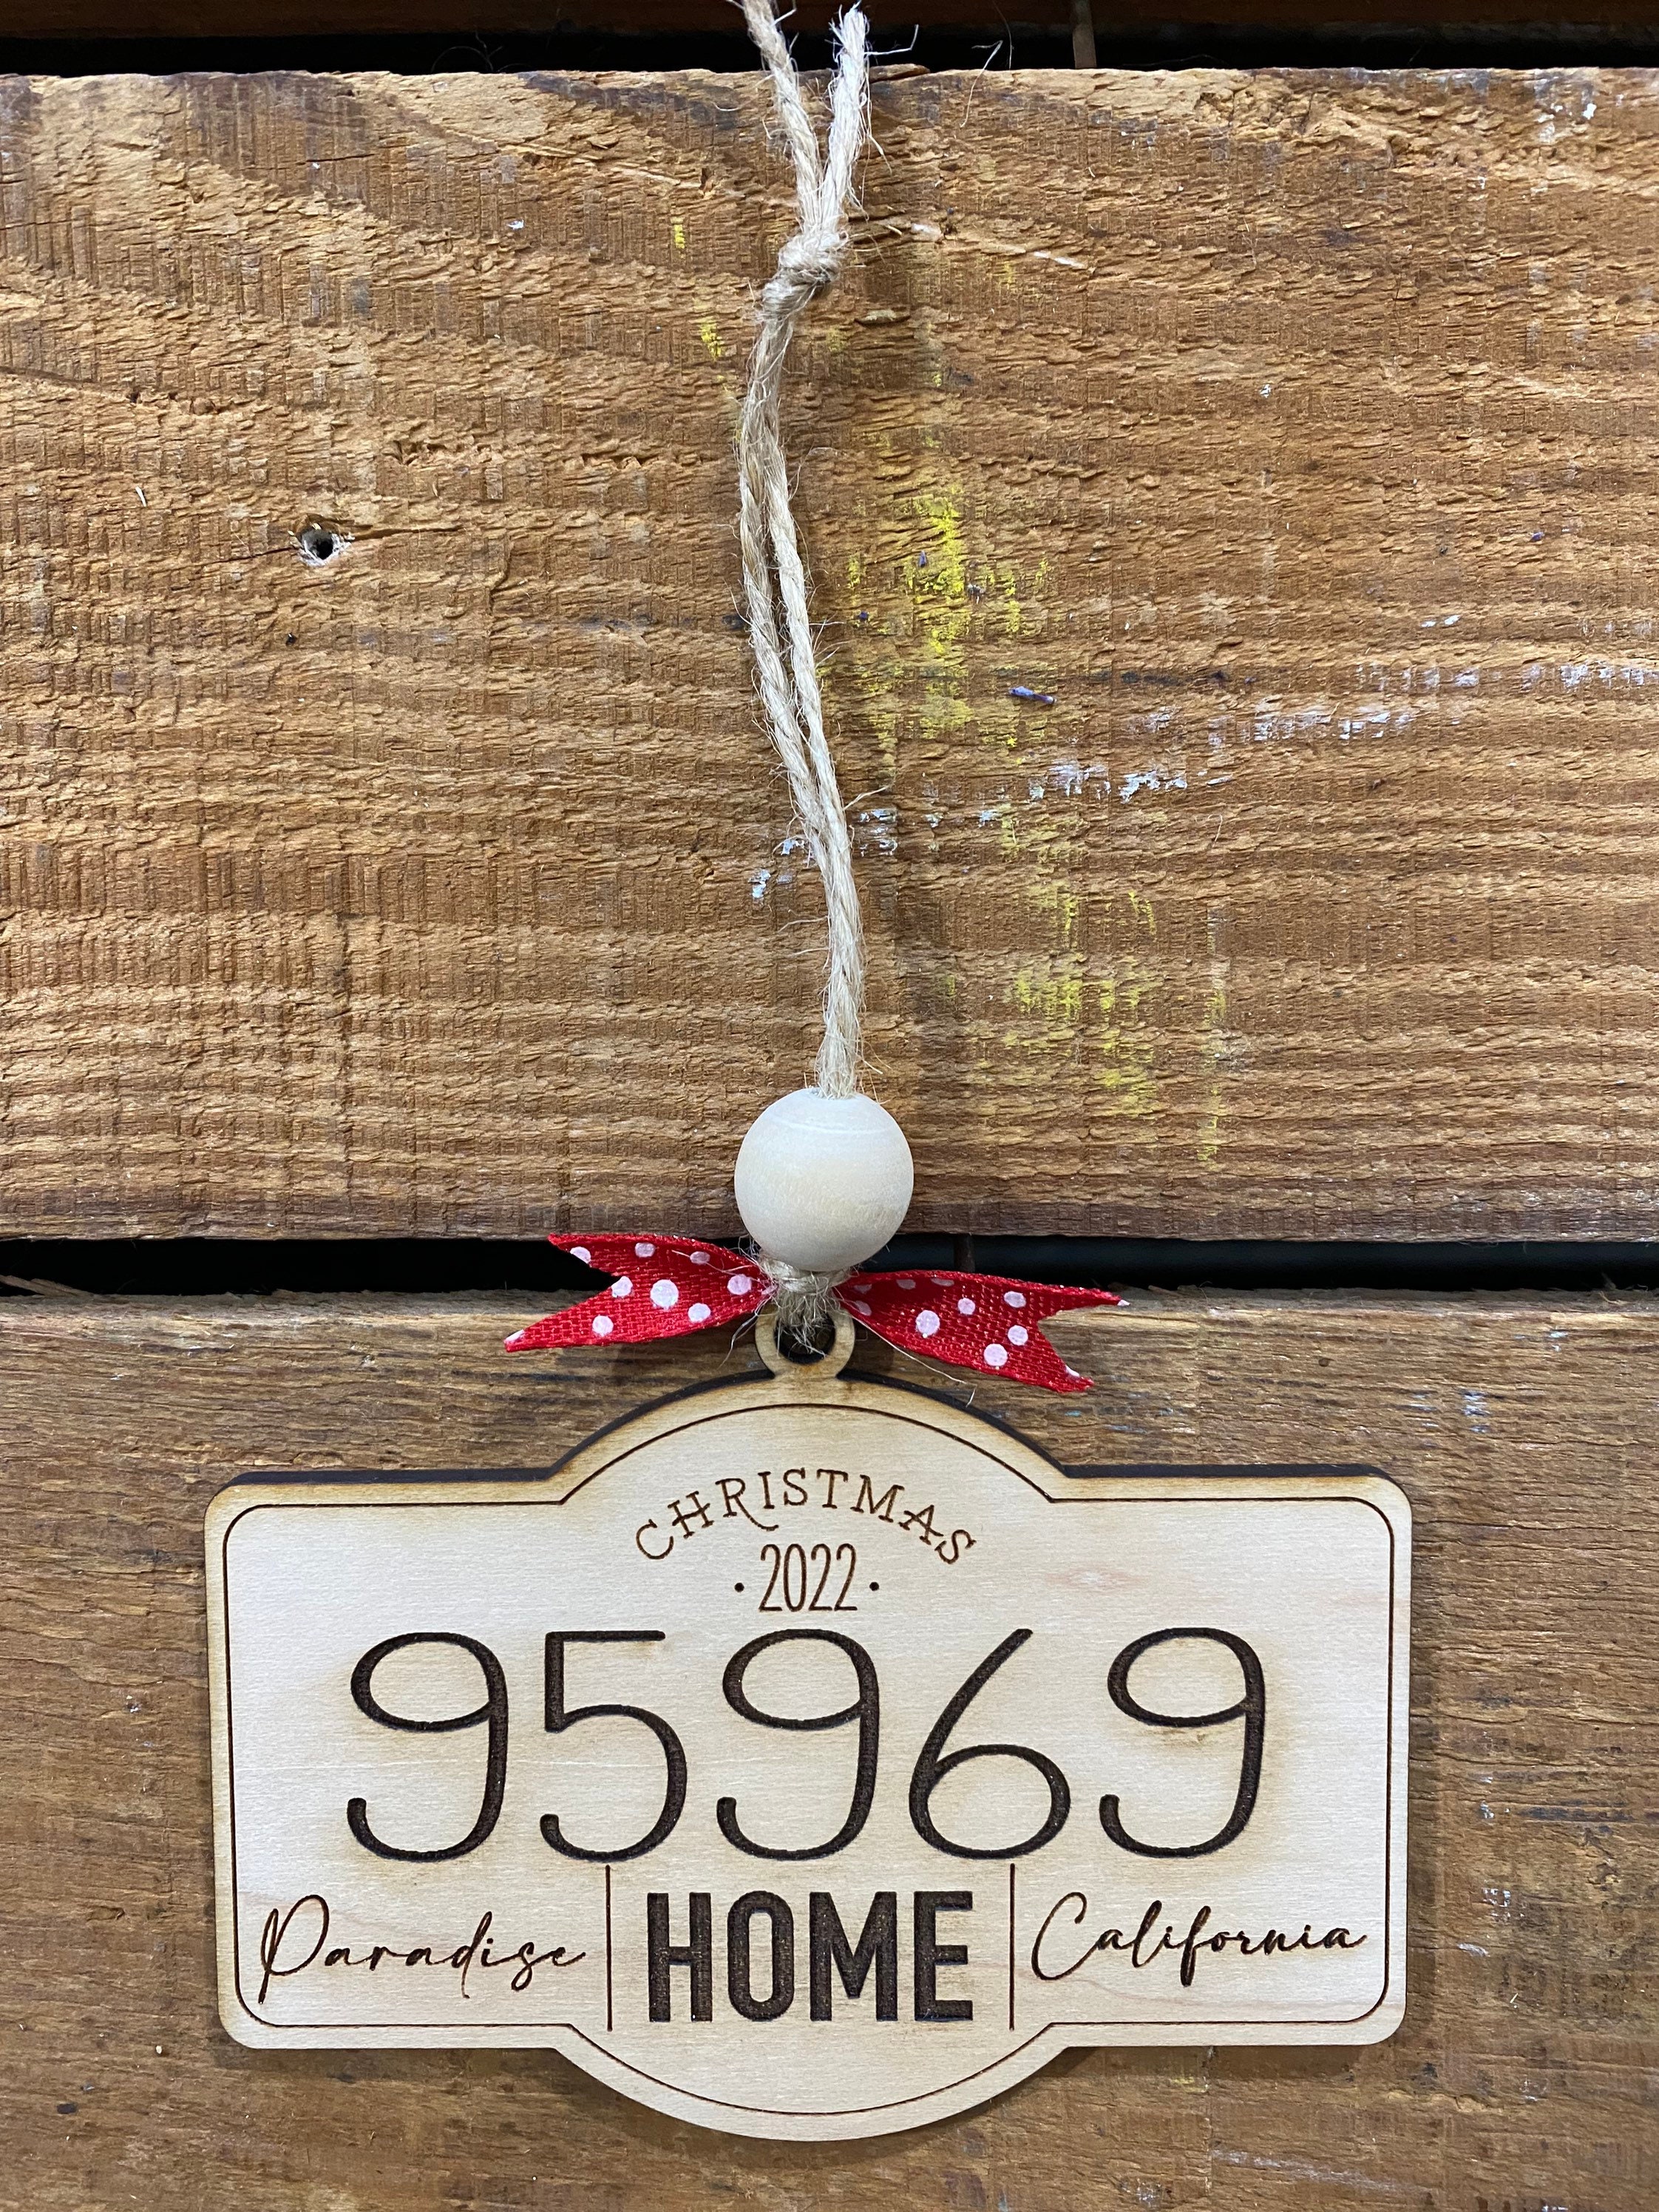 CHRISTMAS
·2022·
95969
Paradise | HOME | California